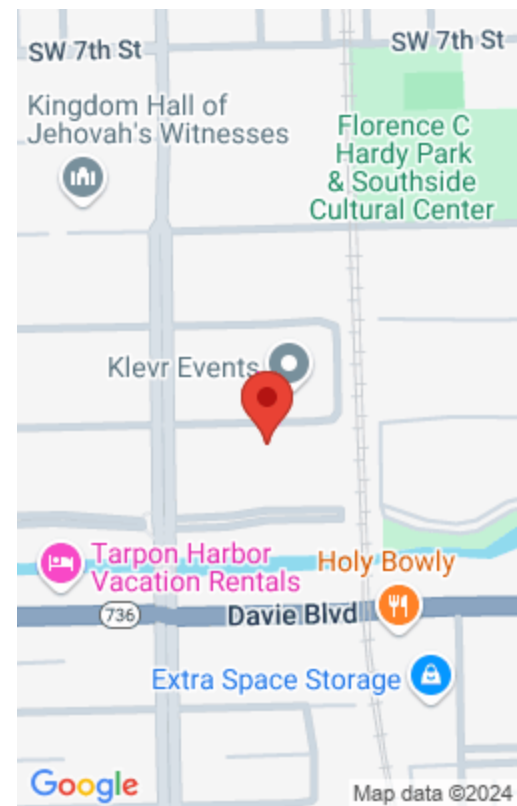 SW 7th St
SW 7th St
Kingdom Hall of
Jehovah's Witnesses
Florence C
Hardy Park
& Southside
Cultural Center
Klevr Events
Tarpon Harbor
Vacation Rentals
Holy Bowly
736
Davie Blvd
Extra Space Storage
Google
Map data ©2024